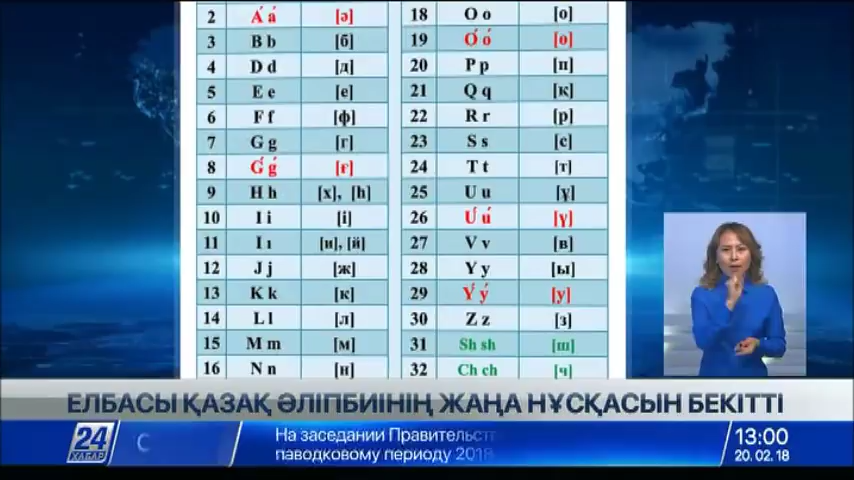 2 Á á [ә]
3 B b [б]
4 D d [д]
5 E e [е]
6 F f [ф]
7 G g [г]
8 Ǵ ǵ [ғ]
9 H h [х], [һ]
10 I i [і]
11 I ı [и], [й]
12 J j [ж]
13 K k [к]
14 L l [л]
15 M m [м]
16 N n [н]
18 O o [о]
19 Ó ó [ө]
20 P p [п]
21 Q q [қ]
22 R r [р]
23 S s [с]
24 T t [т]
25 U u [ұ]
26 Ú ú [ү]
27 V v [в]
28 Y y [ы]
29 Ý ý [у]
30 Z z [з]
31 Sh sh [ш]
32 Ch ch [ч]
ЕЛБАСЫ ҚАЗАҚ ӘЛІПБИІНІҢ ЖАҢА НҰСҚАСЫН БЕКІТТІ
24
ХАБАР
С
На заседании Правительст
паводковому периоду 2018
13:00
20.02.18